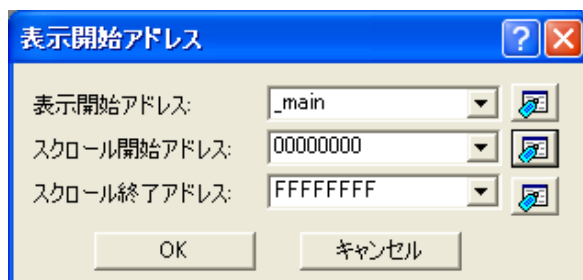 表示開始アドレス
表示開始アドレス: _main
スクロール開始アドレス: 00000000
スクロール終了アドレス: FFFFFFFF
OK キャンセル